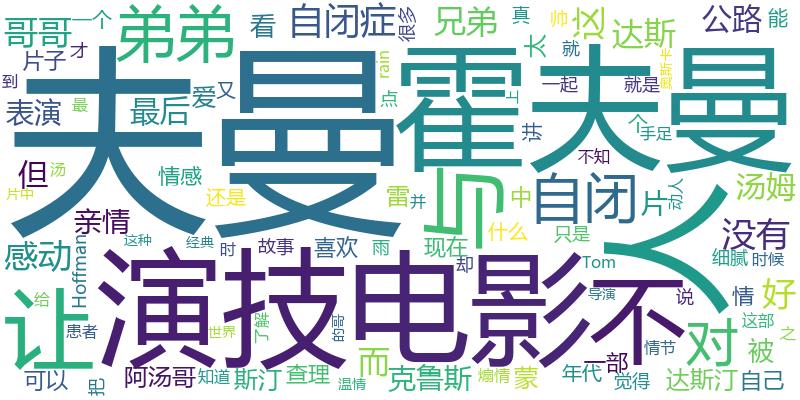 哥哥
一个
弟弟
看
自闭症
很多
兄弟
太
真
帅
这
达斯
公路
能
片子
才
到
表演
最后
爱
又
rain
点
夫曼
霍夫曼
上
就
一起
就是
奥斯卡
讲
个
手足
不知
但
汤
最
片中
情感
还是
雷
并
中
与
自闭
片
动人
汤姆
亲情
什么
人
没有
感动
Hoffman
这种
经典
时
故事
喜欢
雨
现在
却
只是
Tom
细腻
时候
让
给
患者
演技
电影
不
世界
了解
的哥
导演
说
情
好
对
这部
之
可以
把
阿汤哥
知道
斯汀
查理
温情
而
克鲁斯
煽情
蒙
一部
年代
觉得
情节
被
达斯汀
自己